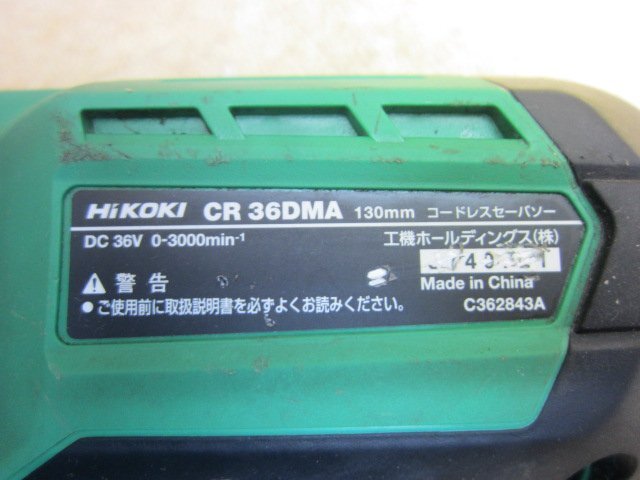 HiKOKI CR 36DMA 130mm コードレスセーバソー
DC 36V 0-3000min-1 工機ホールディングス(株)
⚠ 警告 Made in China
● ご使用前に取扱説明書を必ずよくお読みください。 C362843A